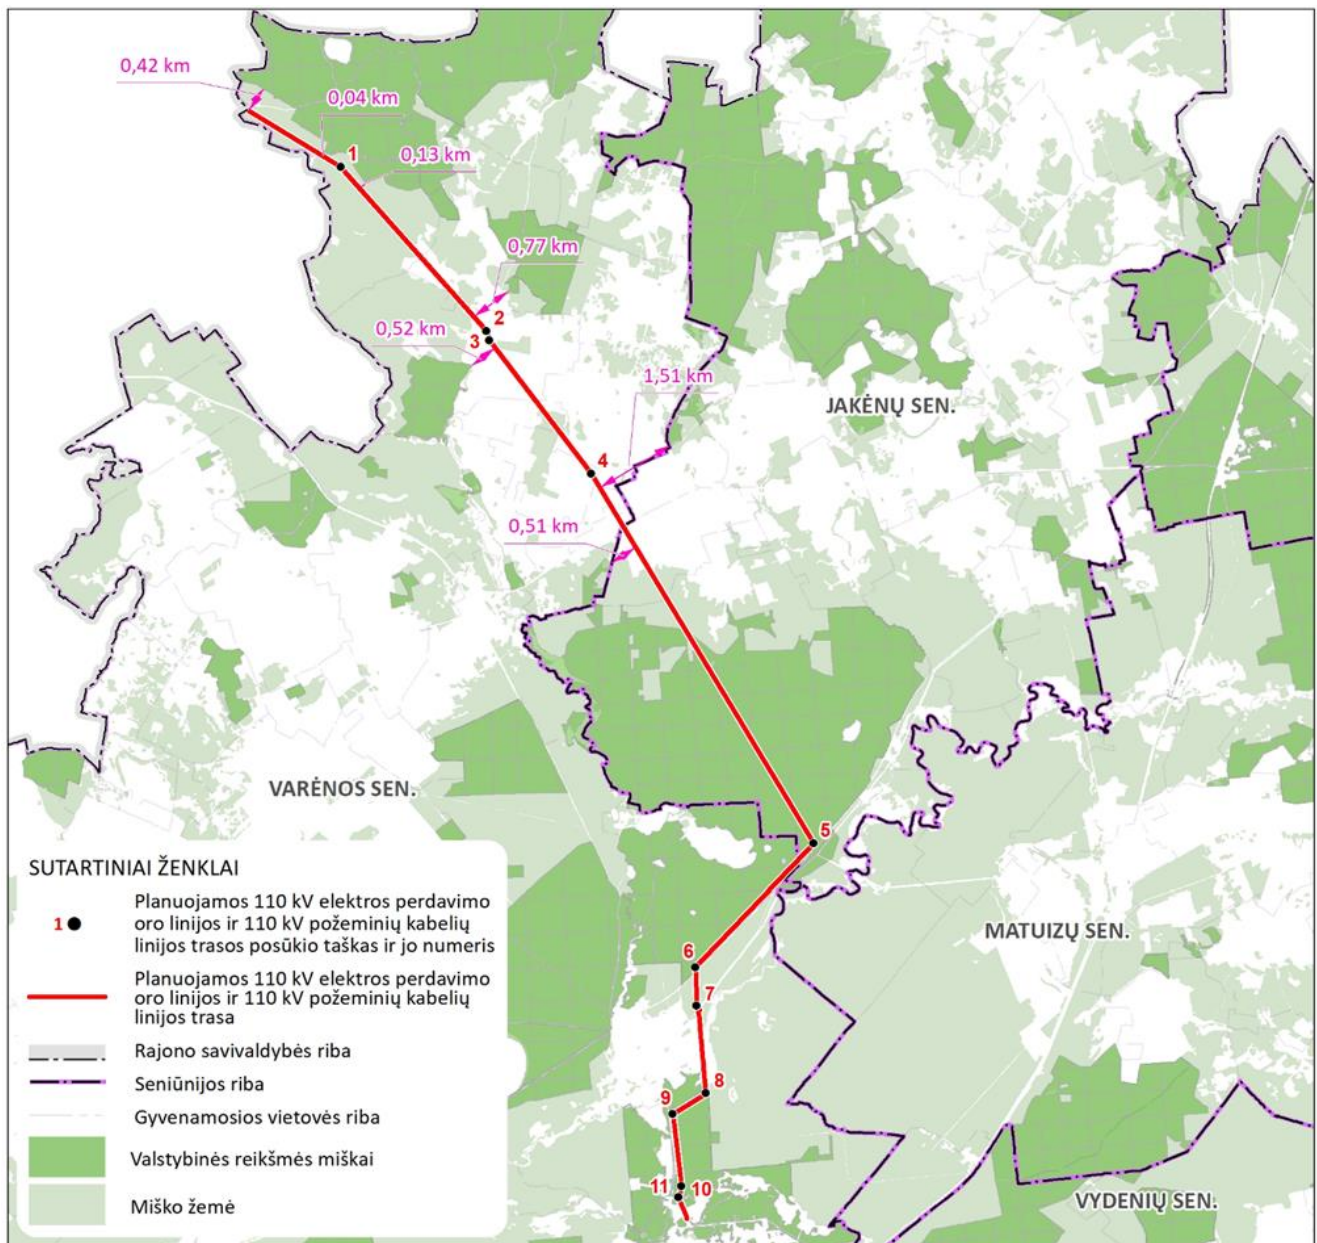 0,42 km
0,04 km
1
0,13 km
0,77 km
2
0,52 km
3
1,51 km
JAKĖNŲ SEN.
4
0,51 km
VARĖNOS SEN.
5
MATUIZŲ SEN.
6
7
8
9
10
11
VYDENIŲ SEN.
SUTARTINIAI ŽENKLAI
1
Planuojamos 110 kV elektros perdavimo
oro linijos ir 110 kV požeminių kabelių
linijos trasos posūkio taškas ir jo numeris
Planuojamos 110 kV elektros perdavimo
oro linijos ir 110 kV požeminių kabelių
linijos trasa
Rajono savivaldybės riba
Seniūnijos riba
Gyvenamosios vietovės riba
Valstybinės reikšmės miškai
Miško žemė